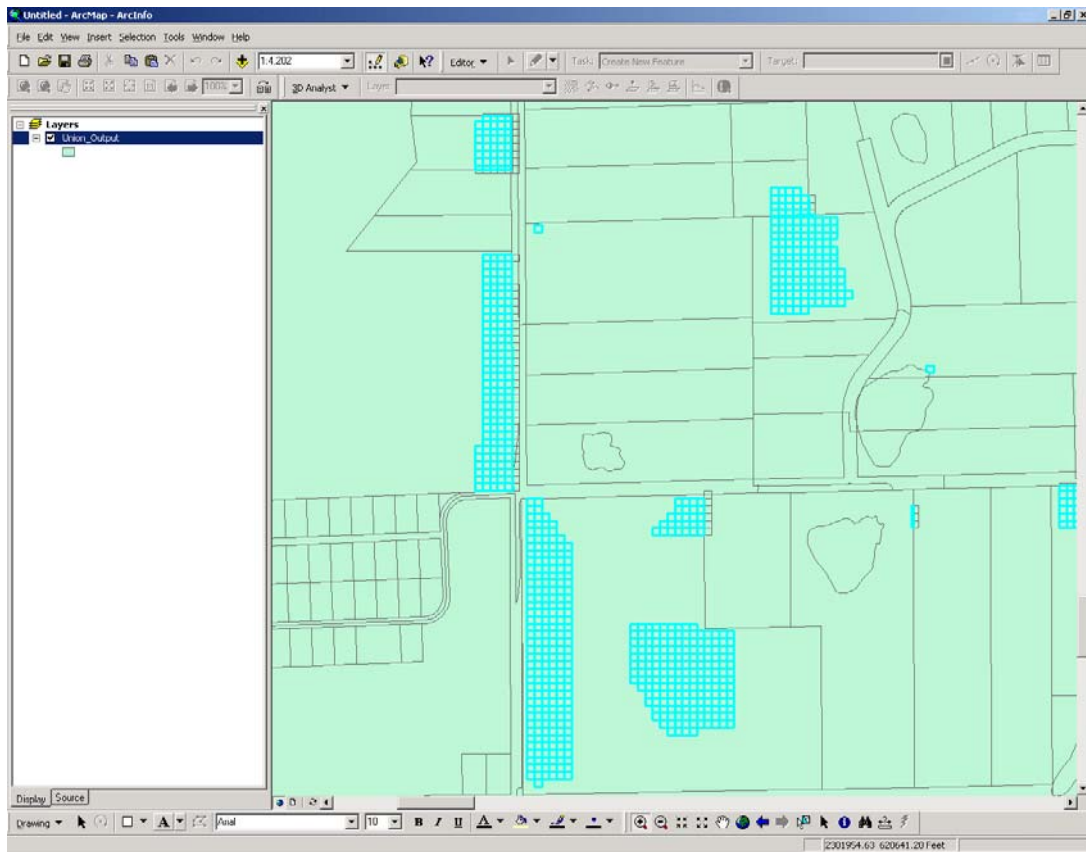 Untitled - ArcMap - ArcInfo
File Edit View Insert Selection Tools Window Help
1:4,202
Editor
Task: Create New Feature
Target:
100%
3D Analyst
Layer:
Layers
Union_Output
Display Source
Drawing
A
Arial
10
B I U A
2301954.63 620641.20 Feet